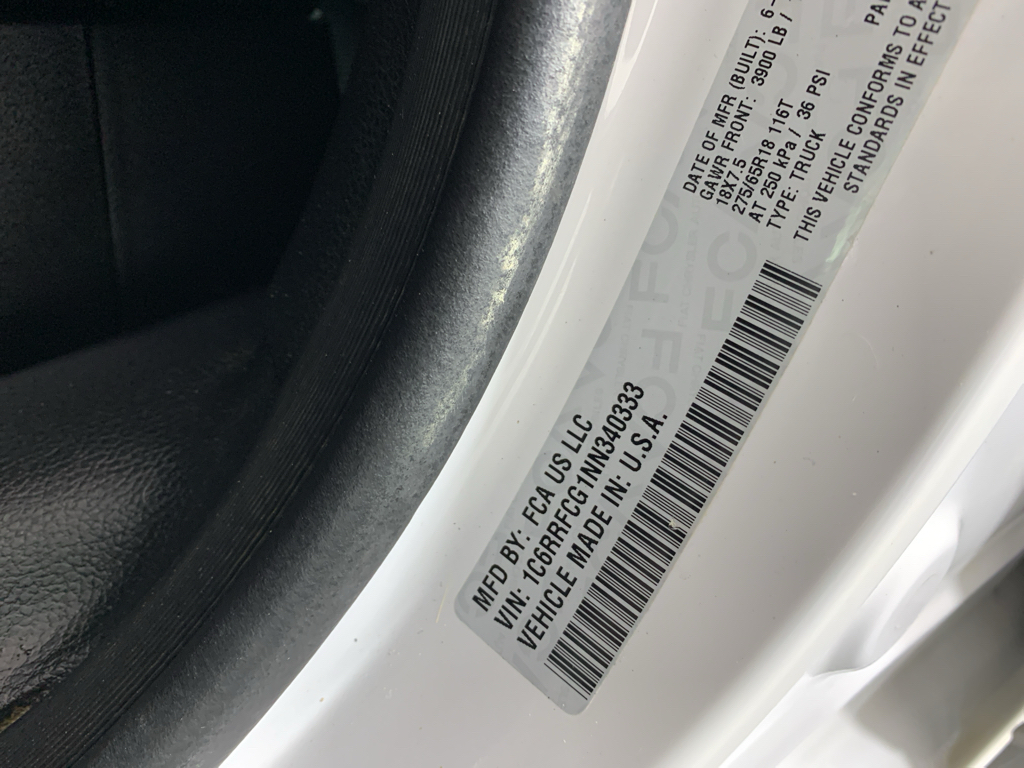 MFD BY: FCA US LLC
VIN: 1C6RRFCG1NN340333
VEHICLE MADE IN: U.S.A.
DATE OF MFR (BUILT): 6-
GAWR FRONT: 3900 LB /
18X7.5
275/65R18 116T
AT 250 kPa / 36 PSI
TYPE: TRUCK
THIS VEHICLE CONFORMS TO A
STANDARDS IN EFFECT